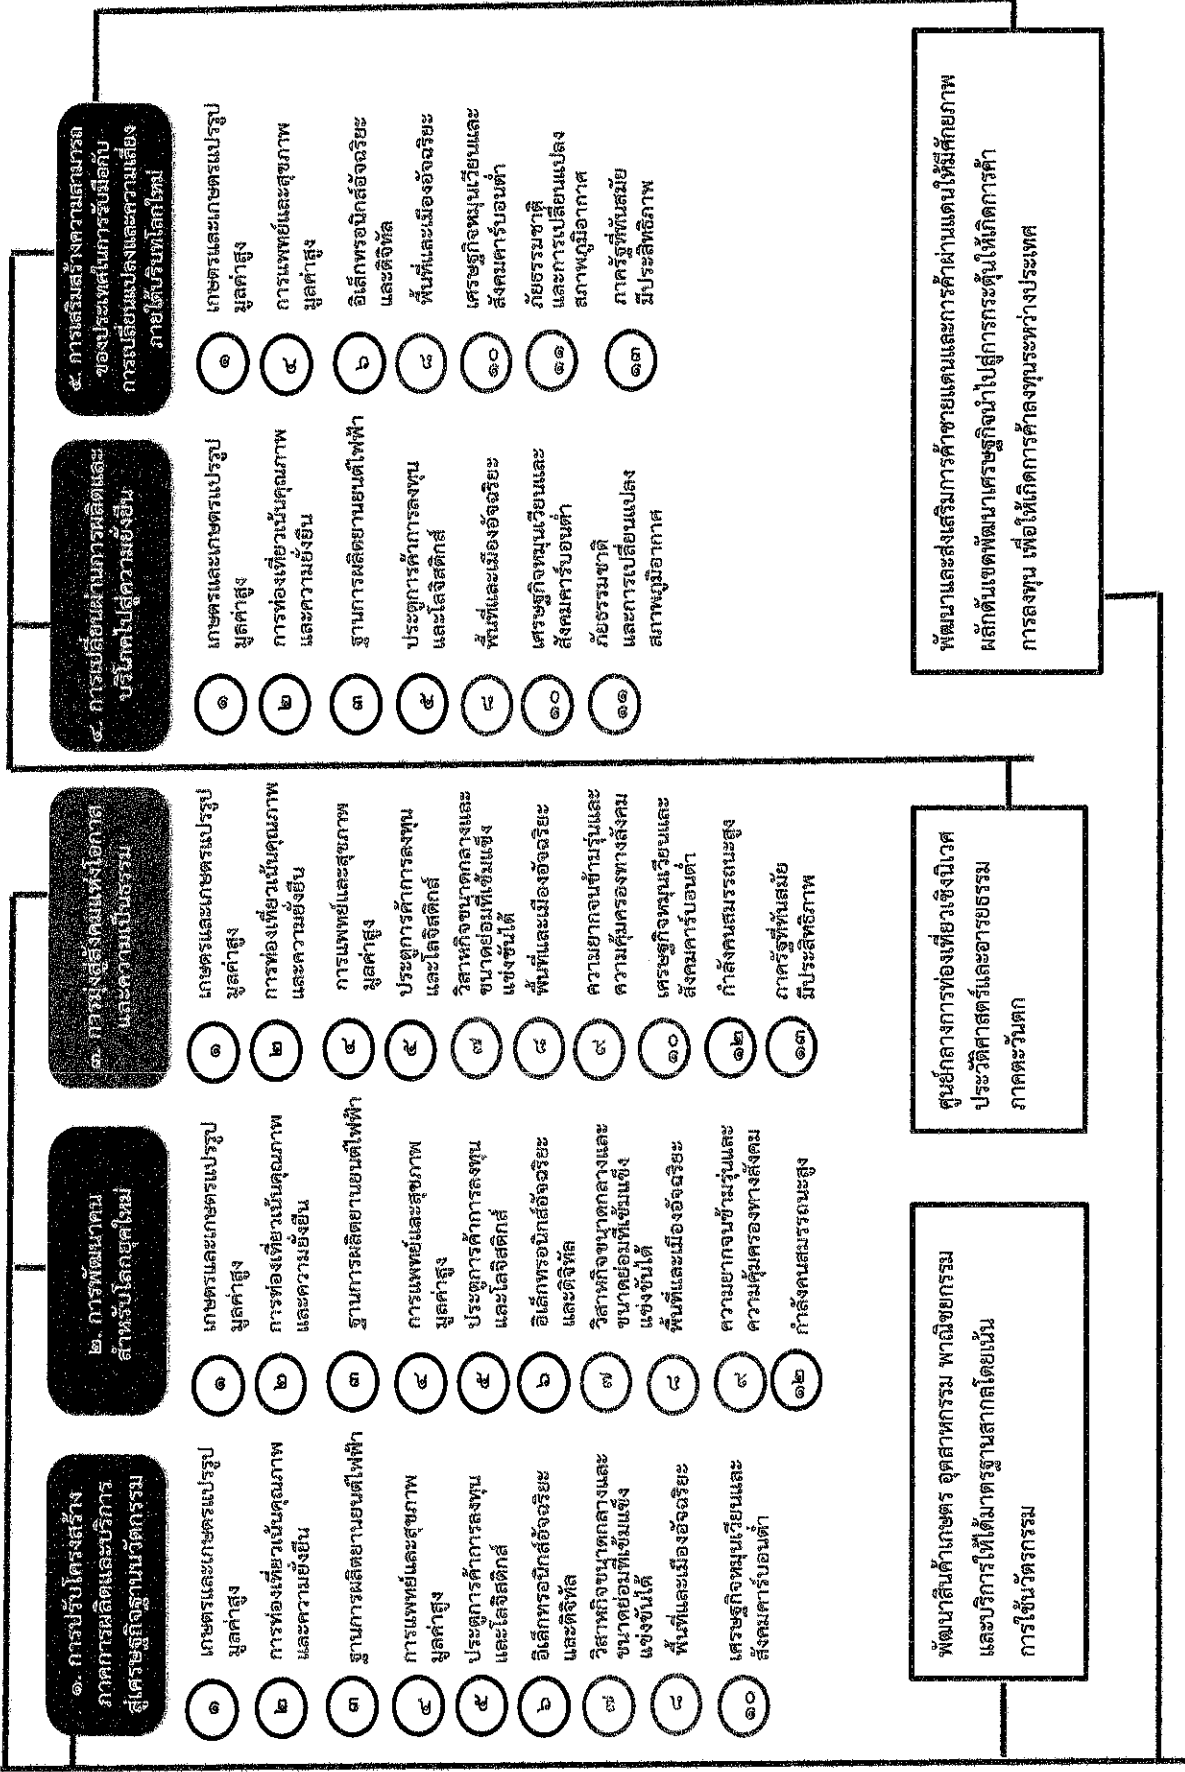 ๑. การปรับโครงสร้าง
ภาคการผลิตและบริการ
สู่เศรษฐกิจฐานนวัตกรรม
๑
เกษตรและเกษตรแปรรูป
มูลค่าสูง
๒
การท่องเที่ยวเน้นคุณภาพ
และความยั่งยืน
๓
ฐานการผลิตยานยนต์ไฟฟ้า
๔
การแพทย์และสุขภาพ
มูลค่าสูง
๕
ประตูการค้าการลงทุน
และโลจิสติกส์
๖
อิเล็กทรอนิกส์อัจฉริยะ
และดิจิทัล
๗
วิสาหกิจขนาดกลางและ
ขนาดย่อมที่เข้มแข็ง
แข่งขันได้
๘
พื้นที่และเมืองอัจฉริยะ
๑๐
เศรษฐกิจหมุนเวียนและ
สังคมคาร์บอนต่ำ
๒. การพัฒนาคน
สำหรับโลกยุคใหม่
๑
เกษตรและเกษตรแปรรูป
มูลค่าสูง
๒
การท่องเที่ยวเน้นคุณภาพ
และความยั่งยืน
๓
ฐานการผลิตยานยนต์ไฟฟ้า
๔
การแพทย์และสุขภาพ
มูลค่าสูง
๕
ประตูการค้าการลงทุน
และโลจิสติกส์
๖
อิเล็กทรอนิกส์อัจฉริยะ
และดิจิทัล
๗
วิสาหกิจขนาดกลางและ
ขนาดย่อมที่เข้มแข็ง
แข่งขันได้
๘
พื้นที่และเมืองอัจฉริยะ
๙
ความยากจนข้ามรุ่นและ
ความคุ้มครองทางสังคม
๑๒
กำลังคนสมรรถนะสูง
๓. การมุ่งสู่สังคมแห่งโอกาส
และความเป็นธรรม
๑
เกษตรและเกษตรแปรรูป
มูลค่าสูง
๒
การท่องเที่ยวเน้นคุณภาพ
และความยั่งยืน
๔
การแพทย์และสุขภาพ
มูลค่าสูง
๕
ประตูการค้าการลงทุน
และโลจิสติกส์
๗
วิสาหกิจขนาดกลางและ
ขนาดย่อมที่เข้มแข็ง
แข่งขันได้
๘
พื้นที่และเมืองอัจฉริยะ
๙
ความยากจนข้ามรุ่นและ
ความคุ้มครองทางสังคม
๑๐
เศรษฐกิจหมุนเวียนและ
สังคมคาร์บอนต่ำ
๑๒
กำลังคนสมรรถนะสูง
๑๓
ภาครัฐที่ทันสมัย
มีประสิทธิภาพ
๔. การเปลี่ยนผ่านการผลิตและ
บริโภคไปสู่ความยั่งยืน
๑
เกษตรและเกษตรแปรรูป
มูลค่าสูง
๒
การท่องเที่ยวเน้นคุณภาพ
และความยั่งยืน
๓
ฐานการผลิตยานยนต์ไฟฟ้า
๕
ประตูการค้าการลงทุน
และโลจิสติกส์
๘
พื้นที่และเมืองอัจฉริยะ
๑๐
เศรษฐกิจหมุนเวียนและ
สังคมคาร์บอนต่ำ
๑๑
ภัยธรรมชาติ
และการเปลี่ยนแปลง
สภาพภูมิอากาศ
๕. การเสริมสร้างความสามารถ
ของประเทศในการรับมือกับ
การเปลี่ยนแปลงและความเสี่ยง
ภายใต้บริบทโลกใหม่
๑
เกษตรและเกษตรแปรรูป
มูลค่าสูง
๔
การแพทย์และสุขภาพ
มูลค่าสูง
๖
อิเล็กทรอนิกส์อัจฉริยะ
และดิจิทัล
๘
พื้นที่และเมืองอัจฉริยะ
๑๐
เศรษฐกิจหมุนเวียนและ
สังคมคาร์บอนต่ำ
๑๑
ภัยธรรมชาติ
และการเปลี่ยนแปลง
สภาพภูมิอากาศ
๑๓
ภาครัฐที่ทันสมัย
มีประสิทธิภาพ
พัฒนาสินค้าเกษตร อุตสาหกรรม พาณิชยกรรม
และบริการให้ได้มาตรฐานสากลโดยเน้น
การใช้นวัตรกรรม
ศูนย์กลางการท่องเที่ยวเชิงนิเวศ
ประวัติศาสตร์และอารยธรรม
ภาคตะวันตก
พัฒนาและส่งเสริมการค้าชายแดนและการค้าผ่านแดนให้มีศักยภาพ
ผลักดันเขตพัฒนาเศรษฐกิจนำไปสู่การกระตุ้นให้เกิดการค้า
การลงทุน เพื่อให้เกิดการค้าลงทุนระหว่างประเทศ